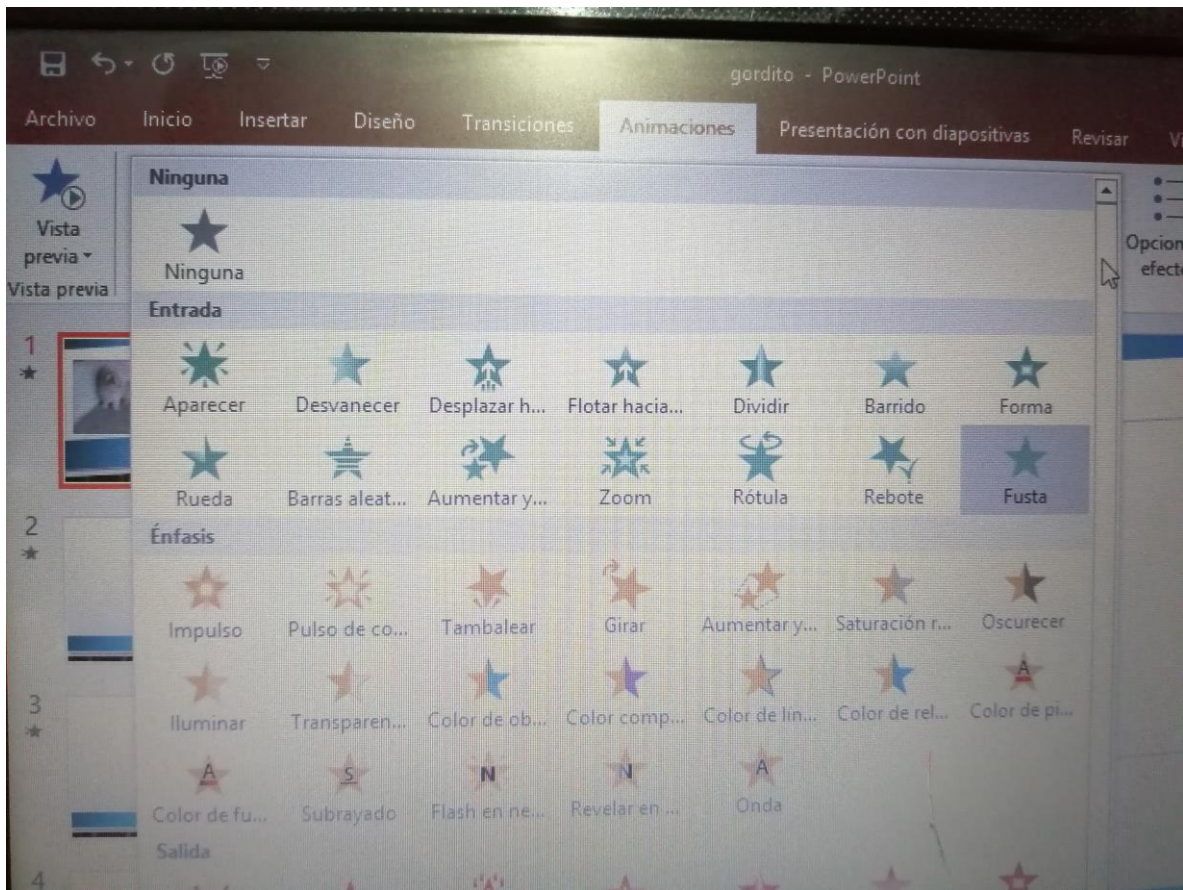 gordito - PowerPoint
Archivo Inicio Insertar Diseño Transiciones Animaciones Presentación con diapositivas Revisar Vi
Vista
previa
Vista previa
Opcion
efecto
Ninguna
Ninguna
Entrada
Aparecer Desvanecer Desplazar h... Flotar hacia... Dividir Barrido Forma
Rueda Barras aleat... Aumentar y... Zoom Rótula Rebote Fusta
Énfasis
Impulso Pulso de co... Tambalear Girar Aumentar y... Saturación r... Oscurecer
Iluminar Transparen... Color de ob... Color comp... Color de lín... Color de rel... Color de pi...
Color de fu... Subrayado Flash en ne... Revelar en ... Onda
Salida
1
2
3
4